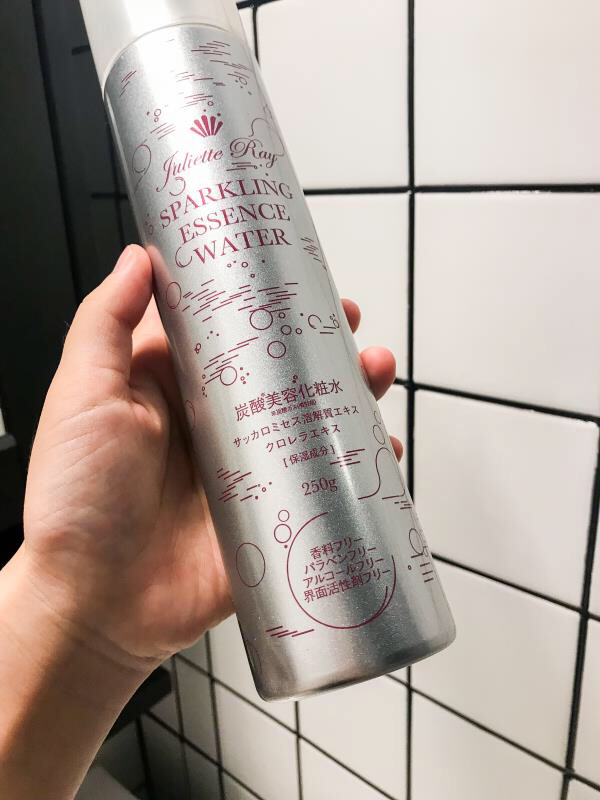 Juliette Ray
SPARKLING
ESSENCE
WATER
炭酸美容化粧水
サッカロミセス溶解質エキス
クロレラエキス
[保湿成分]
250g
香料フリー
パラベンフリー
アルコールフリー
界面活性剤フリー